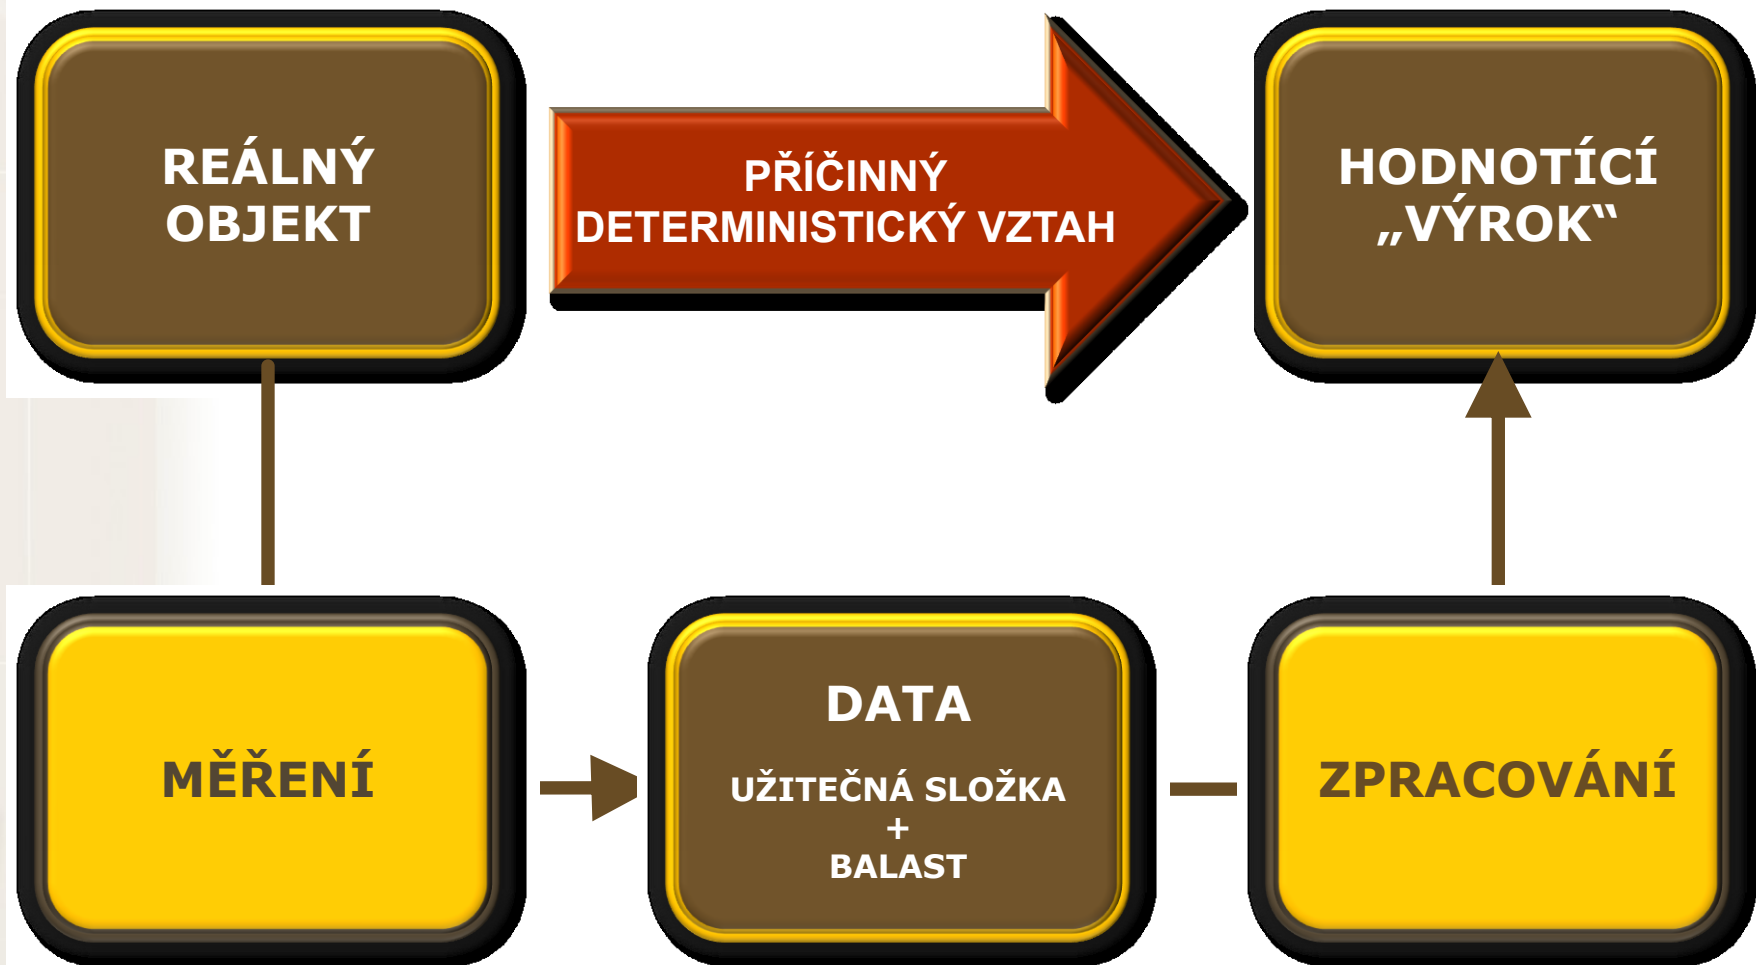 REÁLNÝ
OBJEKT
PŘÍČINNÝ
DETERMINISTICKÝ VZTAH
HODNOTÍCÍ
„VÝROK“
MĚŘENÍ
DATA
UŽITEČNÁ SLOŽKA
+
BALAST
ZPRACOVÁNÍ